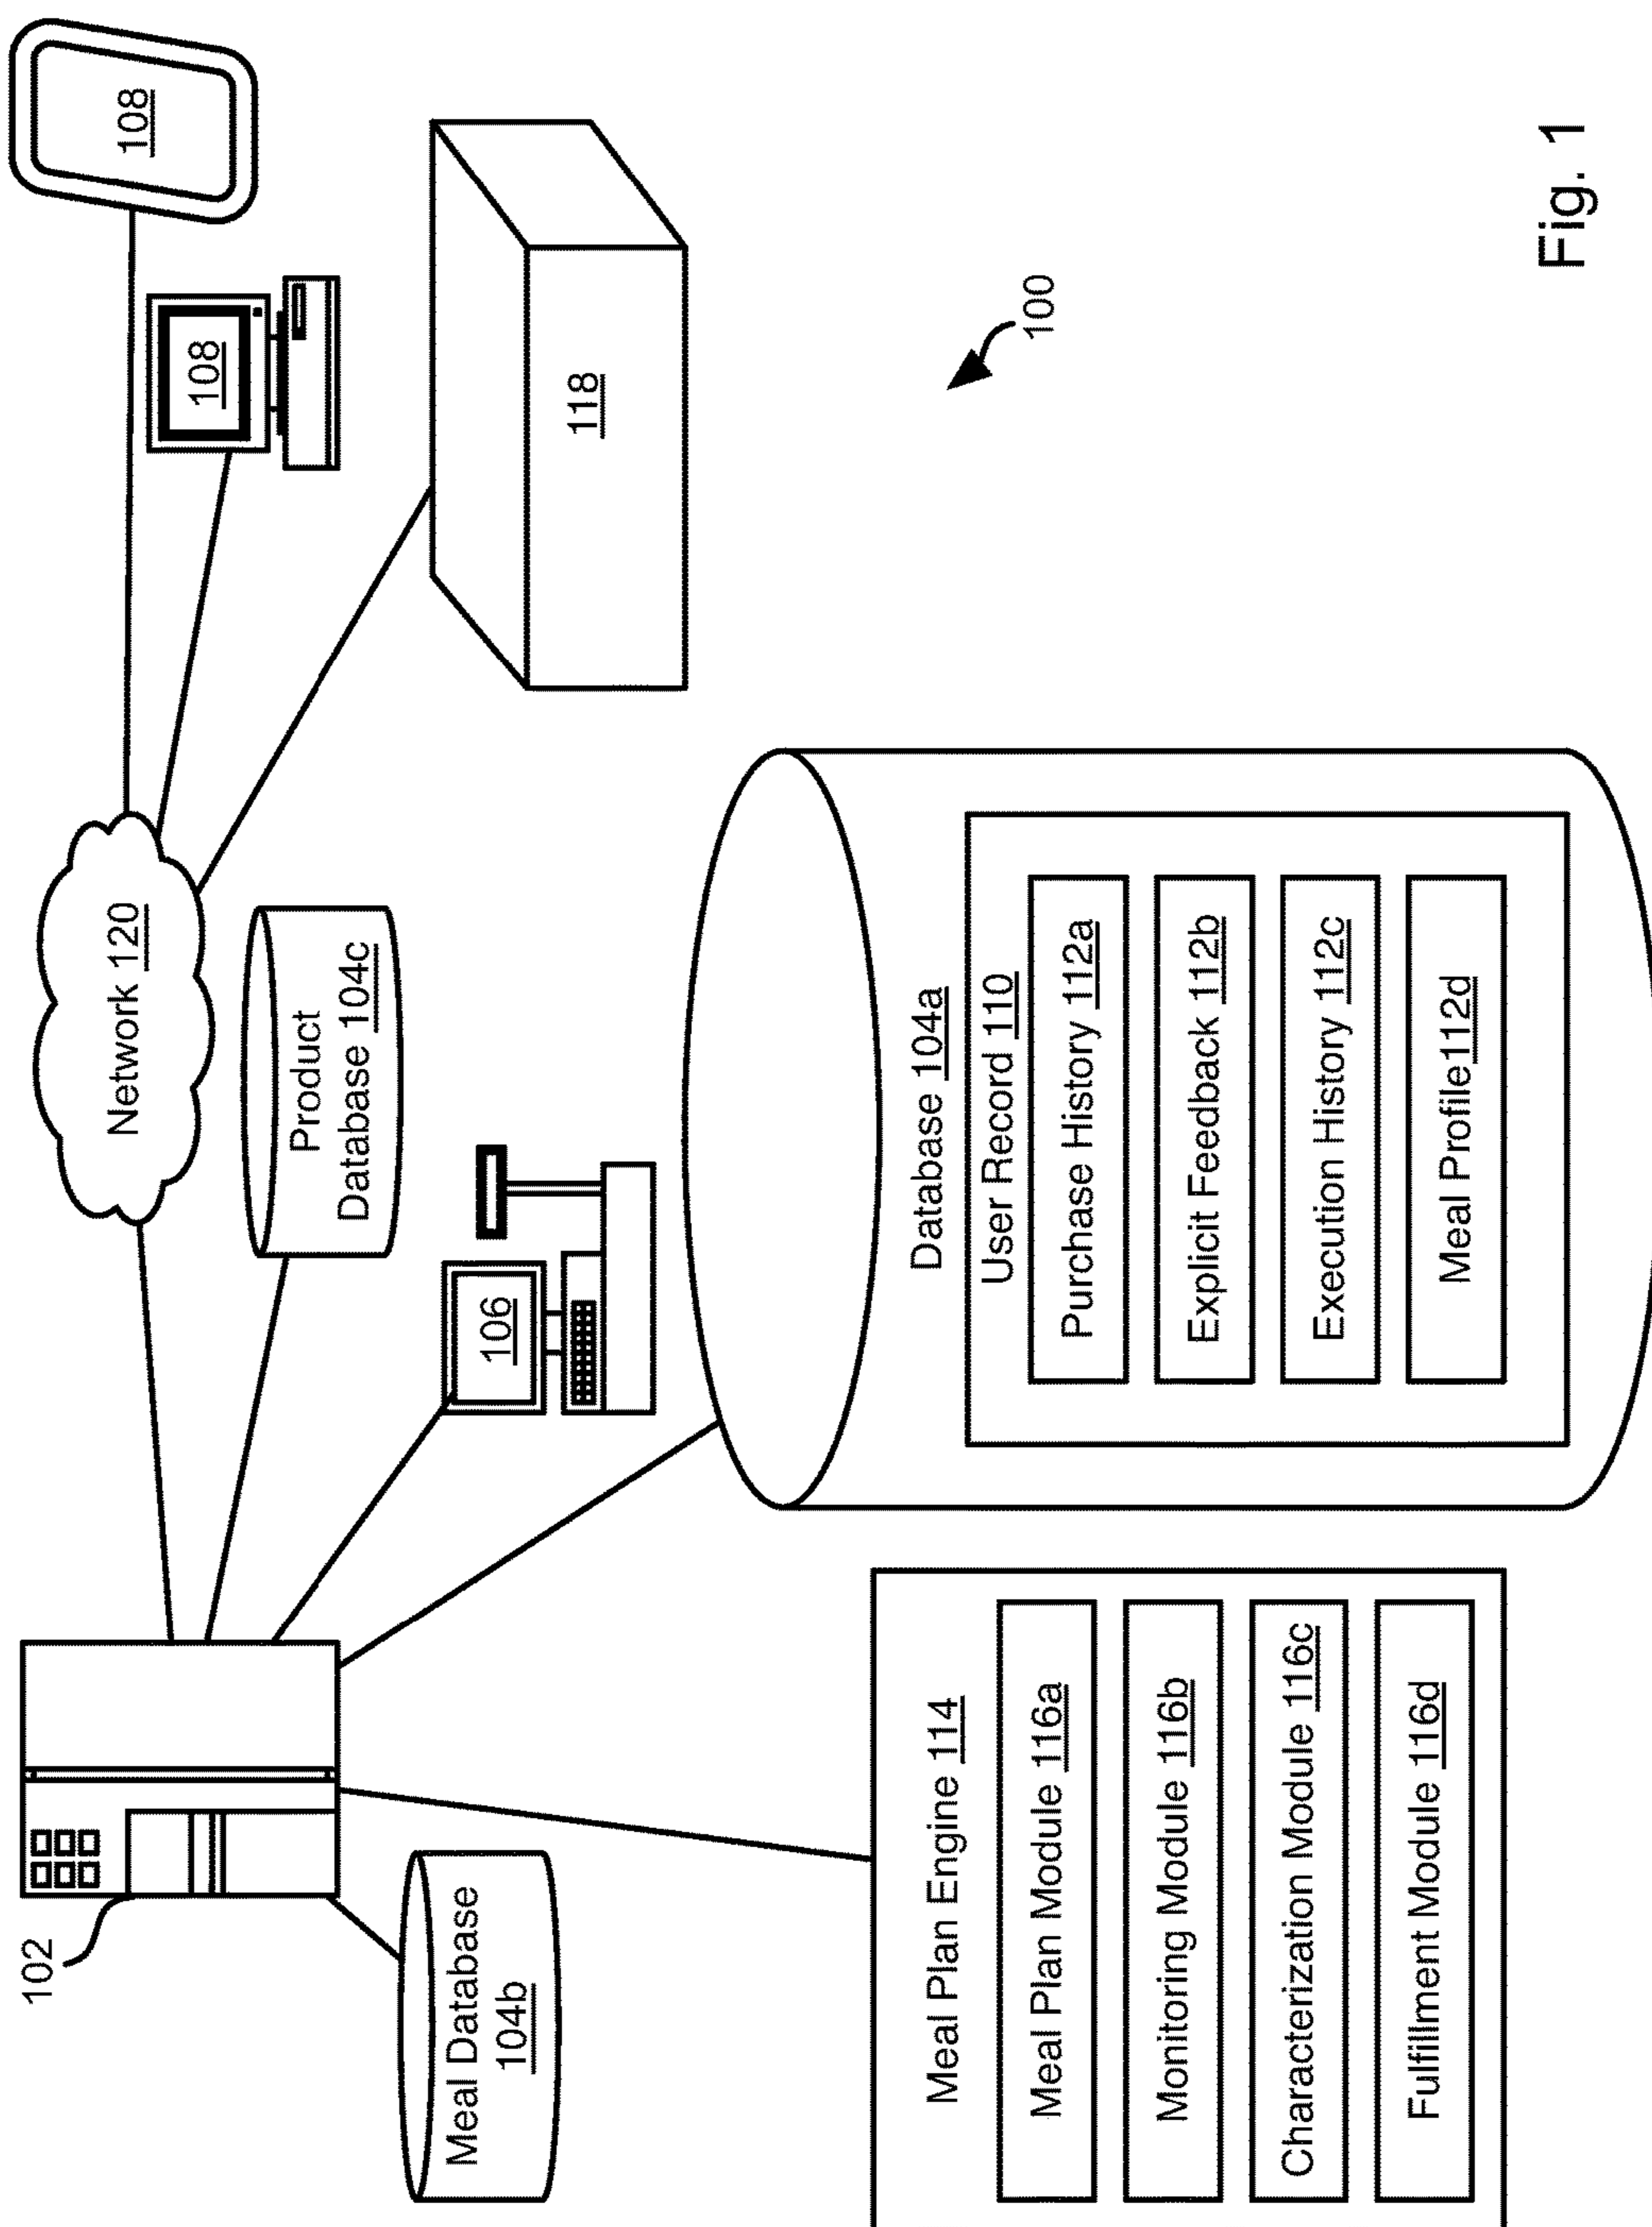 102
Network 120
108
108
Product
Database 104c
Meal Database
104b
106
118
Meal Plan Engine 114
Meal Plan Module 116a
Monitoring Module 116b
Characterization Module 116c
Fulfillment Module 116d
Database 104a
User Record 110
Purchase History 112a
Explicit Feedback 112b
Execution History 112c
Meal Profile112d
100
Fig. 1